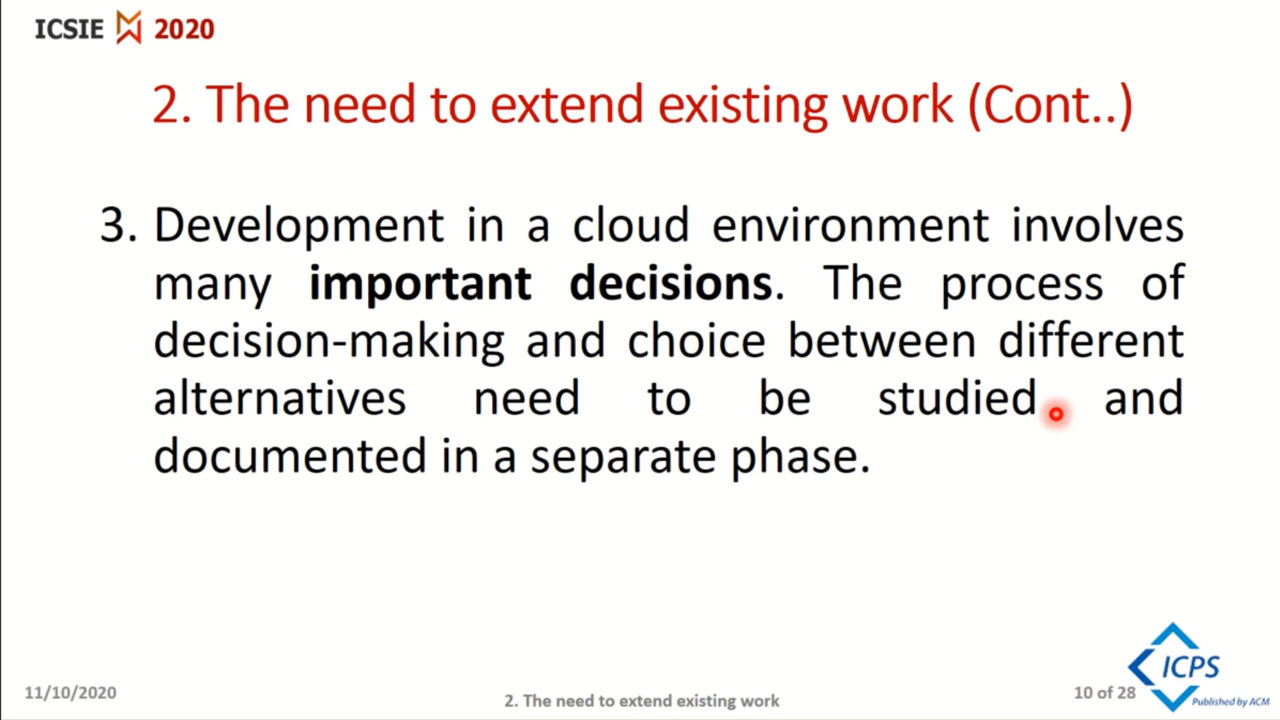 ICSIE 2020
2. The need to extend existing work (Cont..)
3. Development in a cloud environment involves
many important decisions. The process of
decision-making and choice between different
alternatives need to be studied and
documented in a separate phase.
11/10/2020
2. The need to extend existing work
10 of 28
ICPS
Published by ACM